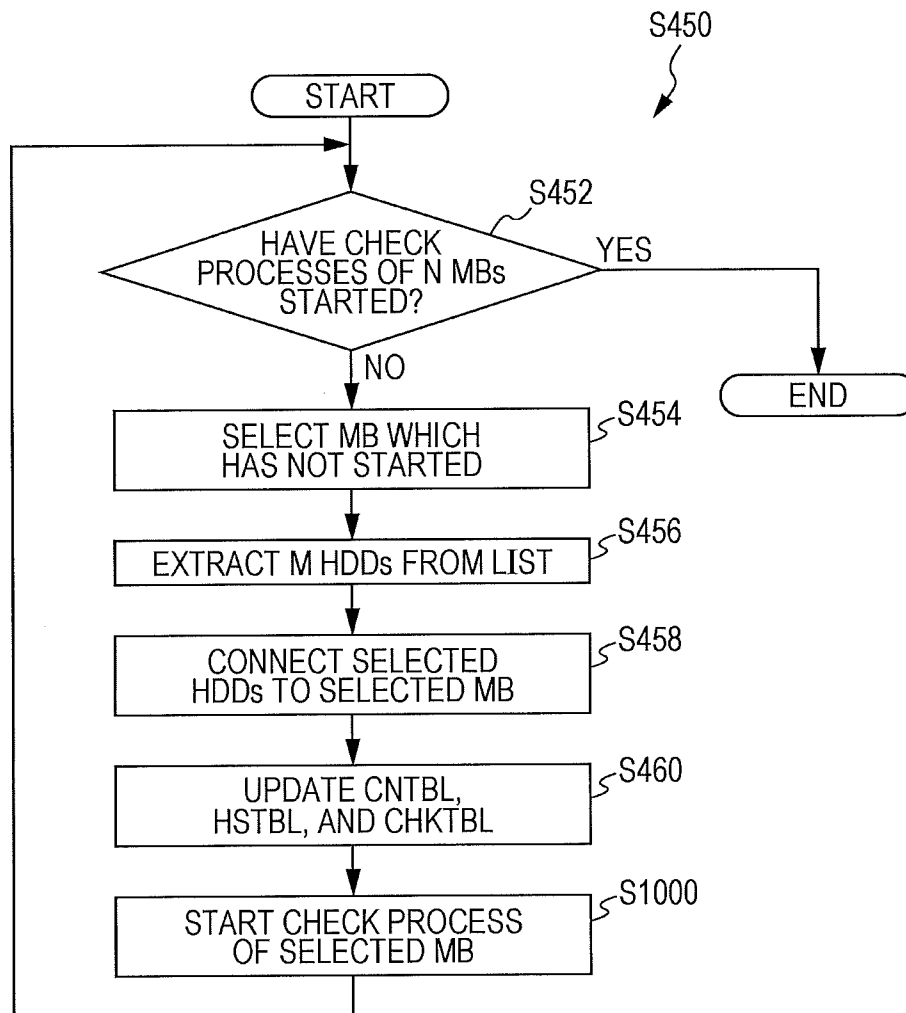 S450
START
S452
HAVE CHECK
PROCESSES OF N MBs
STARTED?
YES
NO
END
S454
SELECT MB WHICH
HAS NOT STARTED
S456
EXTRACT M HDDs FROM LIST
S458
CONNECT SELECTED
HDDs TO SELECTED MB
S460
UPDATE CNTBL,
HSTBL, AND CHKTBL
S1000
START CHECK PROCESS
OF SELECTED MB